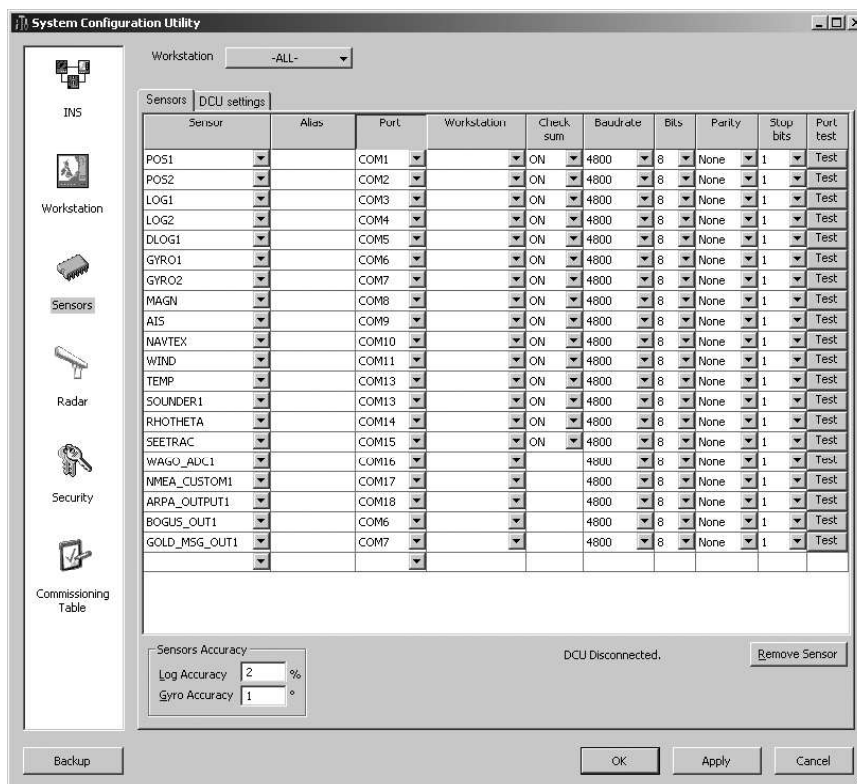 System Configuration Utility
Workstation -ALL-
INS
Workstation
Sensors
Radar
Security
Commissioning Table
Sensors DCU settings
Sensor Alias Port Workstation Check sum Baudrate Bits Parity Stop bits Port test
POS1 COM1 ON 4800 8 None 1 Test
POS2 COM2 ON 4800 8 None 1 Test
LOG1 COM3 ON 4800 8 None 1 Test
LOG2 COM4 ON 4800 8 None 1 Test
DLOG1 COM5 ON 4800 8 None 1 Test
GYRO1 COM6 ON 4800 8 None 1 Test
GYRO2 COM7 ON 4800 8 None 1 Test
MAGN COM8 ON 4800 8 None 1 Test
AIS COM9 ON 4800 8 None 1 Test
NAVTEX COM10 ON 4800 8 None 1 Test
WIND COM11 ON 4800 8 None 1 Test
TEMP COM13 ON 4800 8 None 1 Test
SOUNDER1 COM13 ON 4800 8 None 1 Test
RHOTHETA COM14 ON 4800 8 None 1 Test
SEETRAC COM15 ON 4800 8 None 1 Test
WAGO_ADC1 COM16 4800 8 None 1 Test
NMEA_CUSTOM1 COM17 4800 8 None 1 Test
ARPA_OUTPUT1 COM18 4800 8 None 1 Test
BOGUS_OUT1 COM6 4800 8 None 1 Test
GOLD_MSG_OUT1 COM7 4800 8 None 1 Test
Sensors Accuracy
Log Accuracy 2 %
Gyro Accuracy 1 °
DCU Disconnected.
Remove Sensor
Backup OK Apply Cancel